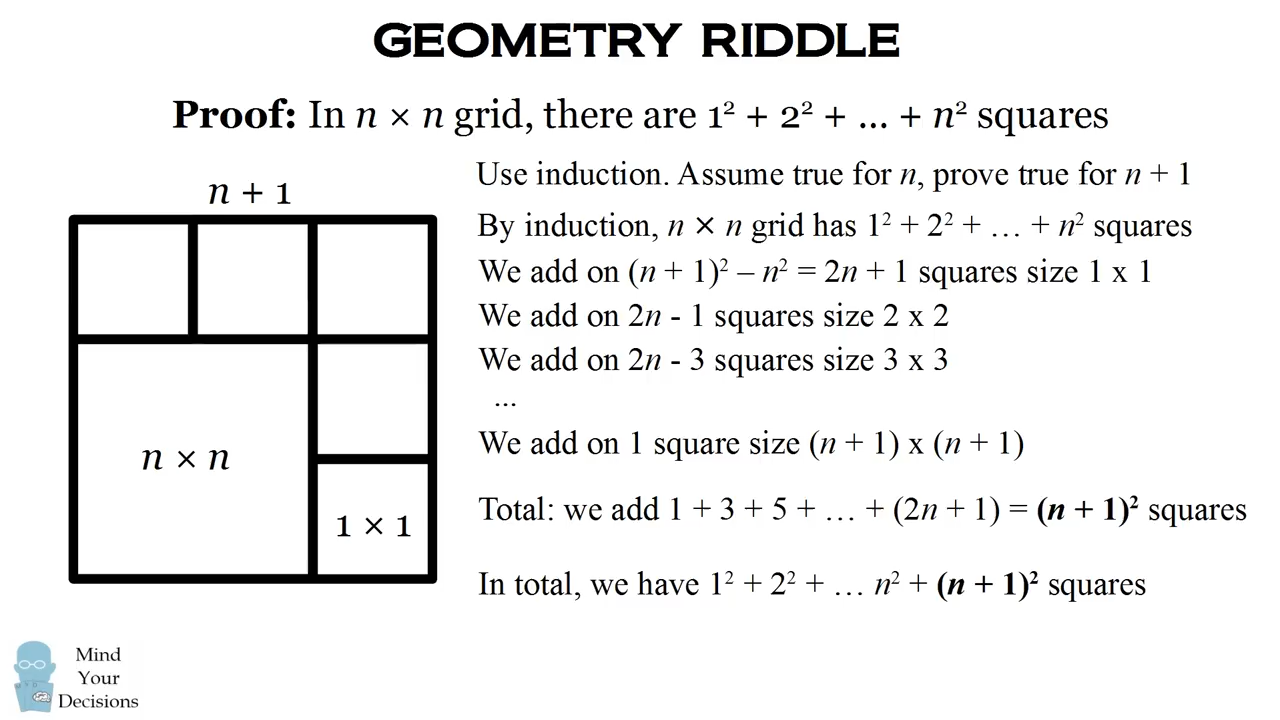 GEOMETRY RIDDLE
Proof: In n × n grid, there are 1² + 2² + ... + n² squares
n + 1
n × n
1 × 1
Use induction. Assume true for n, prove true for n + 1
By induction, n × n grid has 1² + 2² + … + n² squares
We add on (n + 1)² – n² = 2n + 1 squares size 1 x 1
We add on 2n - 1 squares size 2 x 2
We add on 2n - 3 squares size 3 x 3
...
We add on 1 square size (n + 1) x (n + 1)
Total: we add 1 + 3 + 5 + … + (2n + 1) = (n + 1)² squares
In total, we have 1² + 2² + … n² + (n + 1)² squares
Mind
Your
Decisions